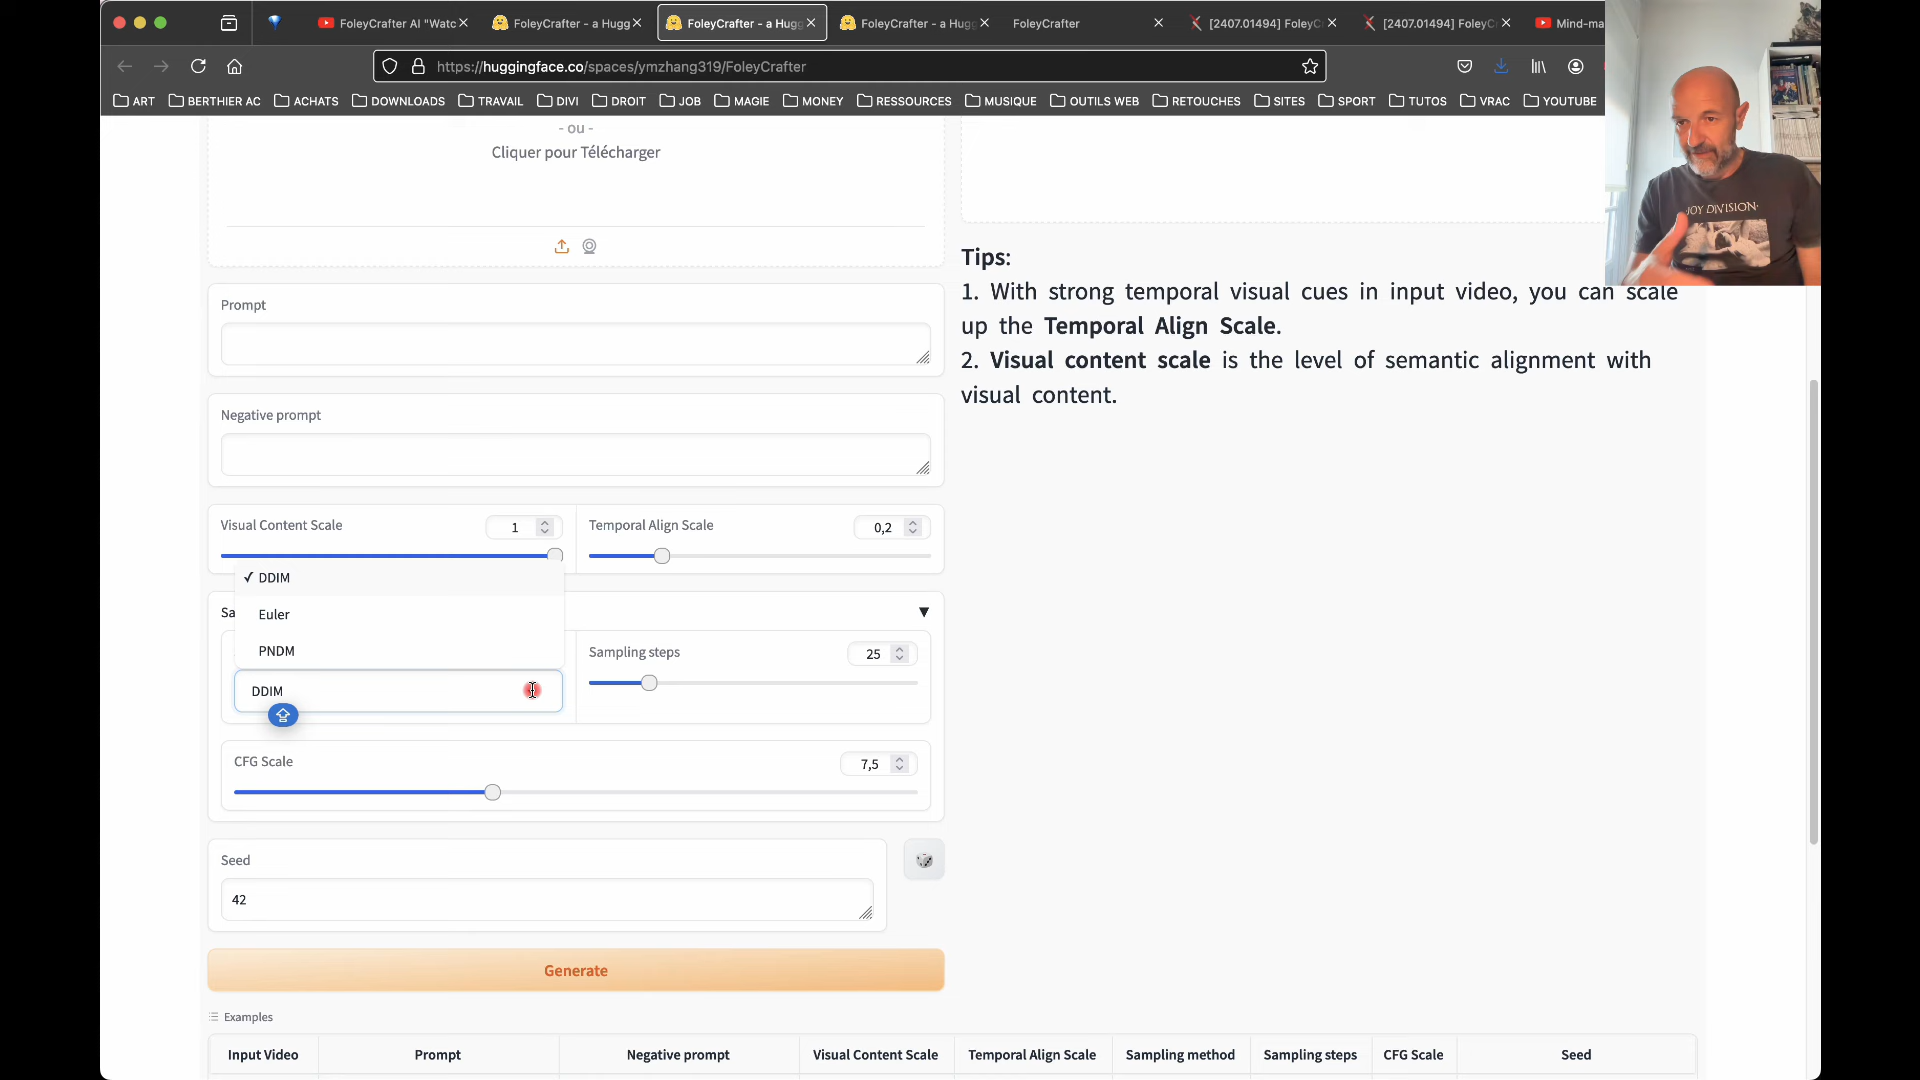 FoleyCrafter AI "Watc
FoleyCrafter - a Hugg
FoleyCrafter - a Hugg
FoleyCrafter - a Hugg
FoleyCrafter
[2407.01494] FoleyC
[2407.01494] FoleyC
Mind-ma
https://huggingface.co/spaces/ymzhang319/FoleyCrafter
ART
BERTHIER AC
ACHATS
DOWNLOADS
TRAVAIL
DIVI
DROIT
JOB
MAGIE
MONEY
RESSOURCES
MUSIQUE
OUTILS WEB
RETOUCHES
SITES
SPORT
TUTOS
VRAC
YOUTUBE
JOY DIVISION
- ou -
Cliquer pour Télécharger
Tips:
1. With strong temporal visual cues in input video, you can scale
up the Temporal Align Scale.
2. Visual content scale is the level of semantic alignment with
visual content.
Prompt
Negative prompt
Visual Content Scale
1
Temporal Align Scale
0,2
✓ DDIM
Euler
PNDM
Sa
DDIM
Sampling steps
25
CFG Scale
7,5
Seed
42
Generate
Examples
Input Video
Prompt
Negative prompt
Visual Content Scale
Temporal Align Scale
Sampling method
Sampling steps
CFG Scale
Seed